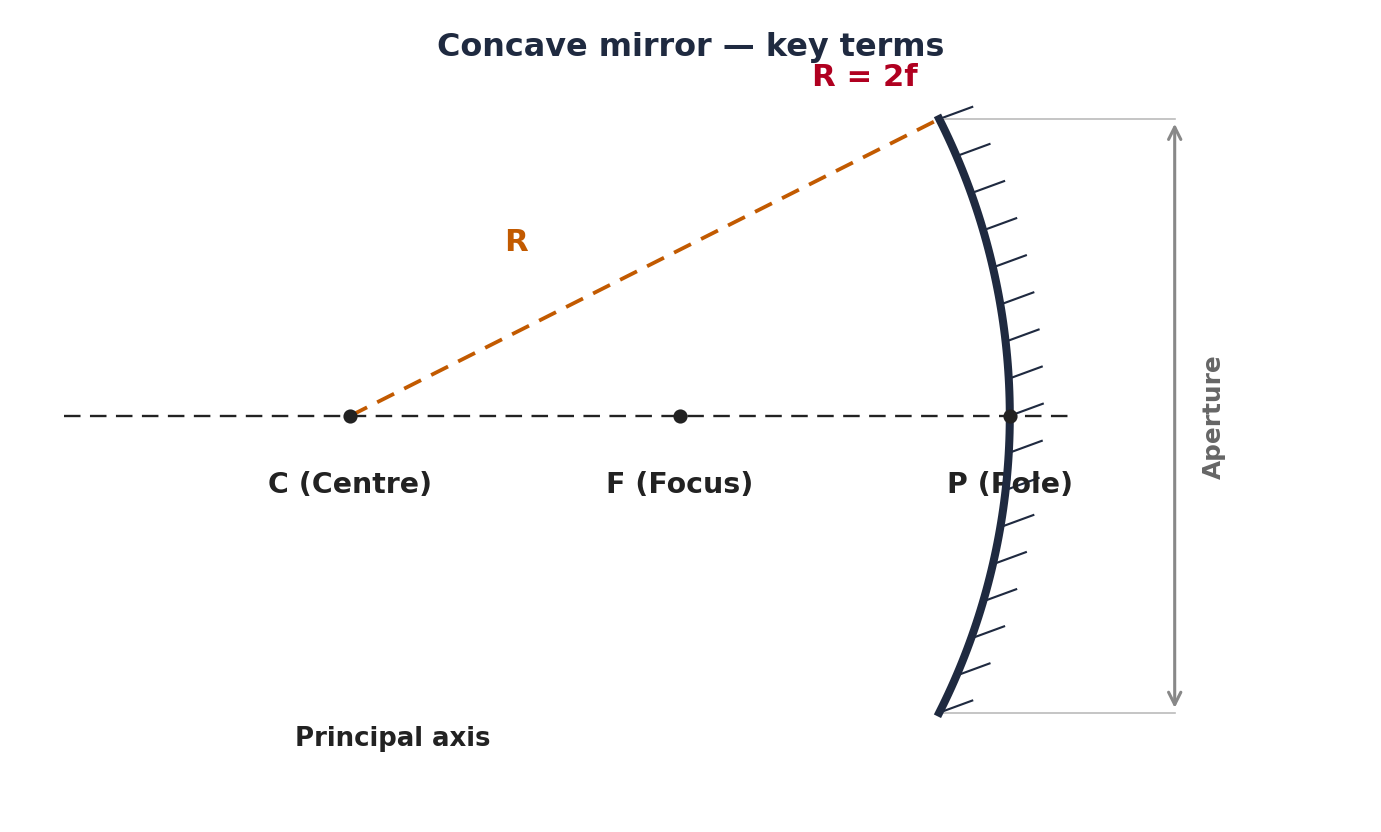 Concave mirror — key terms
R = 2f
R
C (Centre)
F (Focus)
P (Pole)
Aperture
Principal axis